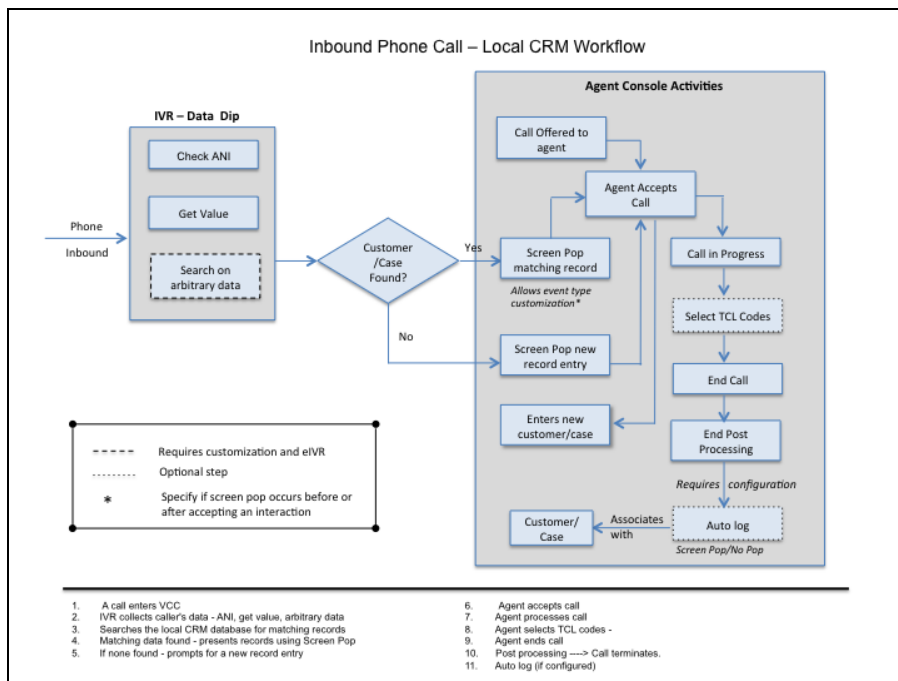 Inbound Phone Call – Local CRM Workflow
Agent Console Activities
IVR – Data Dip
Call Offered to
agent
Check ANI
Agent Accepts
Call
Get Value
Phone
Inbound
Customer
/Case
Found?
Yes
Screen Pop
matching record
Call in Progress
Search on
arbitrary data
Allows event type
customization*
Select TCL Codes
No
Screen Pop new
record entry
End Call
Enters new
customer/case
End Post
Processing
Requires customization and eIVR
Optional step
* Specify if screen pop occurs before or
after accepting an interaction
Requires configuration
Customer/
Case
Associates
with
Auto log
Screen Pop/No Pop
1. A call enters VCC
2. IVR collects caller's data - ANI, get value, arbitrary data
3. Searches the local CRM database for matching records
4. Matching data found - presents records using Screen Pop
5. If none found - prompts for a new record entry
6. Agent accepts call
7. Agent processes call
8. Agent selects TCL codes -
9. Agent ends call
10. Post processing ----> Call terminates.
11. Auto log (if configured)